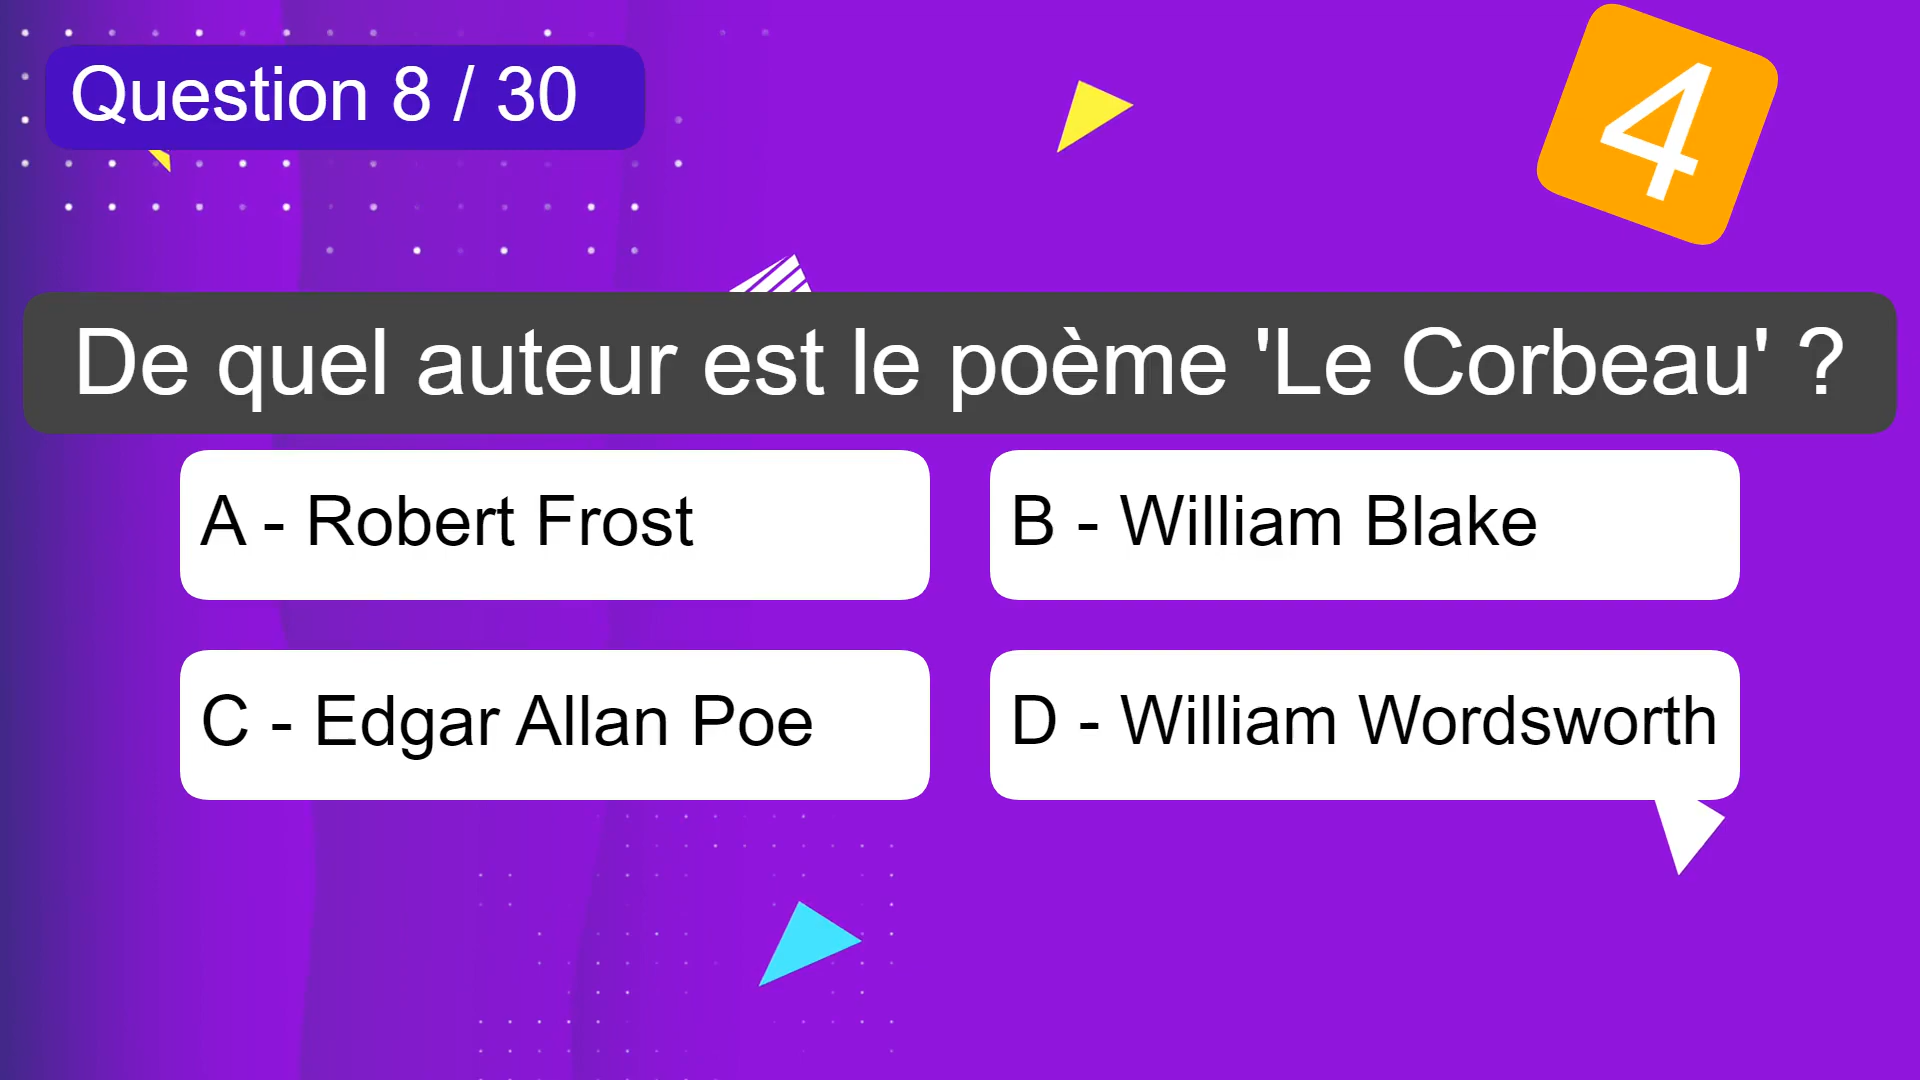 Question 8 / 30
4
De quel auteur est le poème 'Le Corbeau' ?
A - Robert Frost
B - William Blake
C - Edgar Allan Poe
D - William Wordsworth